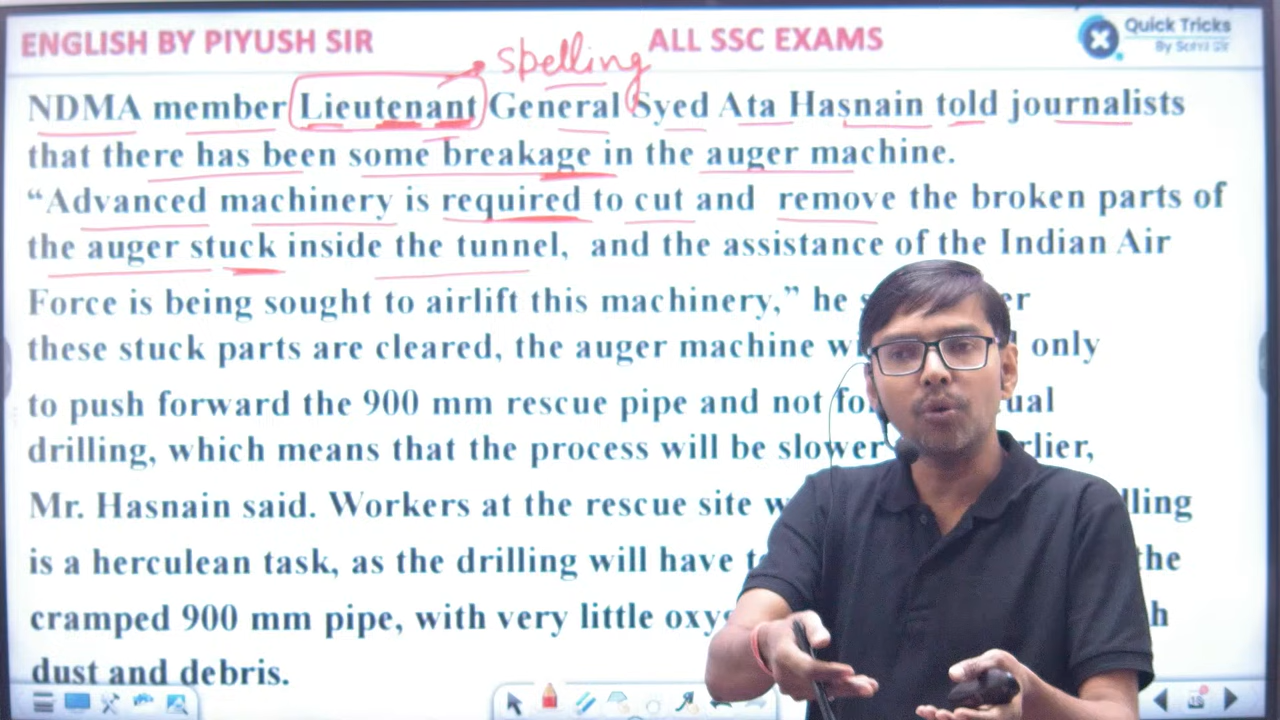 ENGLISH BY PIYUSH SIR
ALL SSC EXAMS
Quick Tricks
By Sahil Sir
spelling
NDMA member Lieutenant General Syed Ata Hasnain told journalists
that there has been some breakage in the auger machine.
“Advanced machinery is required to cut and remove the broken parts of
the auger stuck inside the tunnel, and the assistance of the Indian Air
Force is being sought to airlift this machinery,” he
these stuck parts are cleared, the auger machine only
to push forward the 900 mm rescue pipe and not
drilling, which means that the process will be slower
Mr. Hasnain said. Workers at the rescue site
is a herculean task, as the drilling will have the
cramped 900 mm pipe, with very little
dust and debris.
18